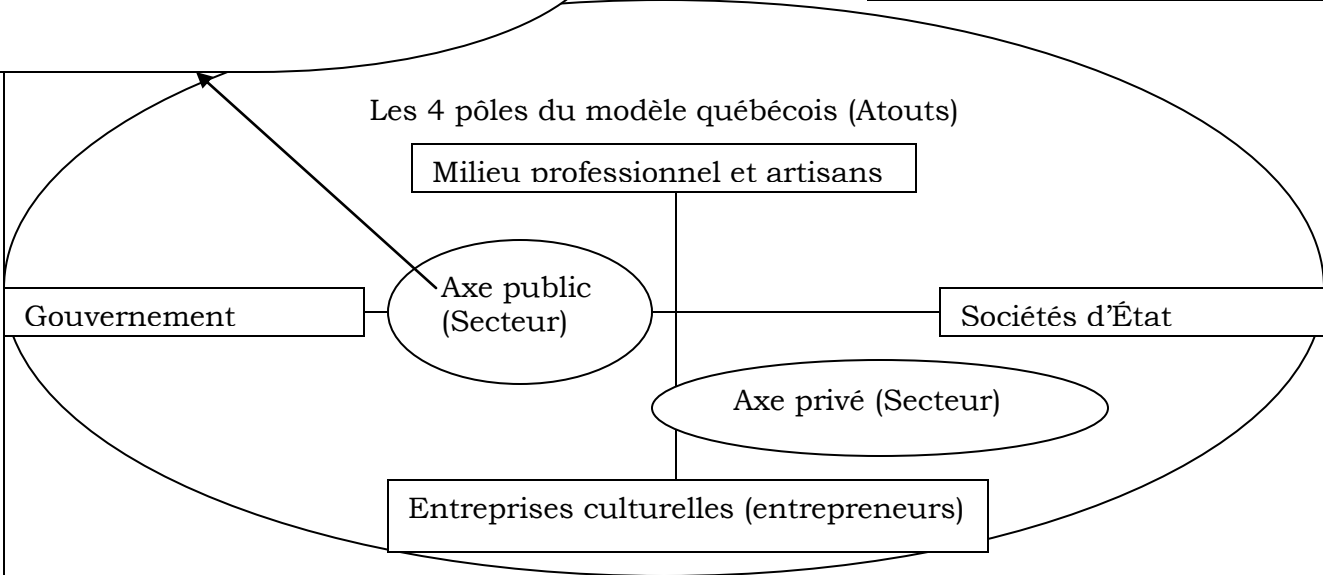 Les 4 pôles du modèle québécois (Atouts)
Milieu professionnel et artisans
Axe public
(Secteur)
Gouvernement
Sociétés d’État
Axe privé (Secteur)
Entreprises culturelles (entrepreneurs)